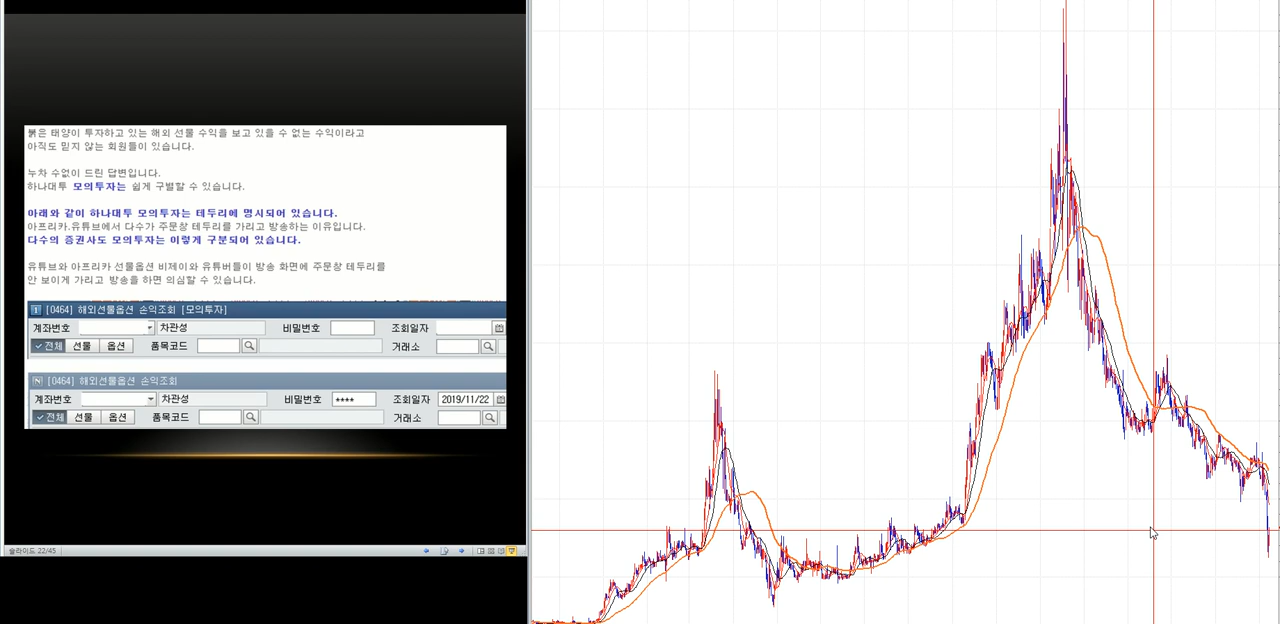 붉은 태양이 투자하고 있는 해외 선물 수익을 보고 있을 수 없는 수익이라고
아직도 믿지 않는 회원들이 있습니다.
누차 수없이 드린 답변입니다.
하나대투 모의투자는 쉽게 구별할 수 있습니다.
아래와 같이 하나대투 모의투자는 테두리에 명시되어 있습니다.
아프리카.유튜브에서 다수가 주문창 테두리를 가리고 방송하는 이유입니다.
다수의 증권사도 모의투자는 이렇게 구분되어 있습니다.
유튜브와 아프리카 선물옵션 비제이와 유튜버들이 방송 화면에 주문창 테두리를
안 보이게 가리고 방송을 하면 의심할 수 있습니다.
[0464] 해외선물옵션 손익조회 [모의투자]
계좌번호 차관성 비밀번호 조회일자
전체 선물 옵션 품목코드 거래소
[0464] 해외선물옵션 손익조회
계좌번호 차관성 비밀번호 **** 조회일자 2019/11/22
전체 선물 옵션 품목코드 거래소
슬라이드 22/45